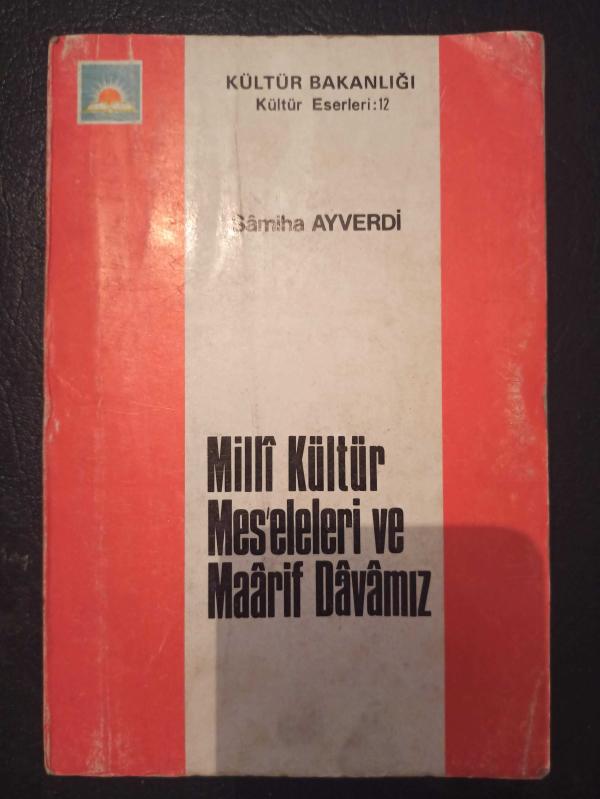 KÜLTÜR BAKANLIĞI
Kültür Eserleri:12
Sâmiha AYVERDİ
Millî Kültür
Mes'eleleri ve
Maârif Dâvâmız